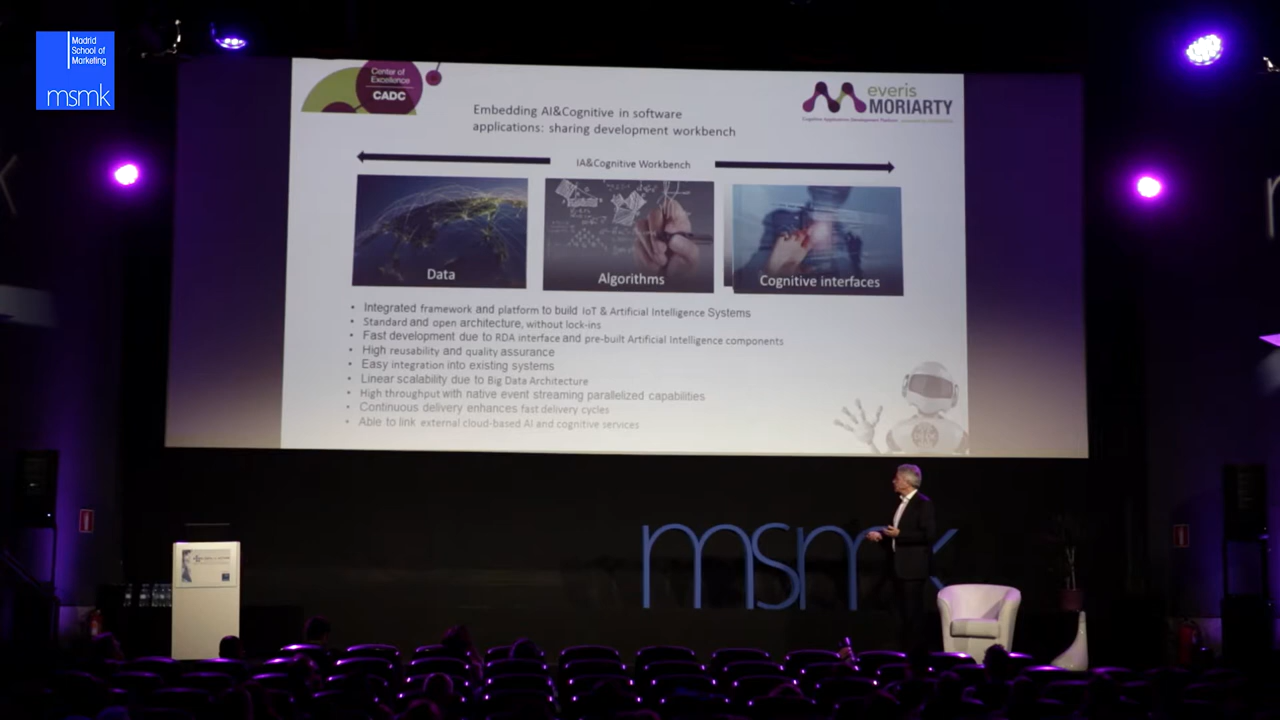 Madrid
School of
Marketing
msmk
Center of
Excellence
CADC
everis
MORIARTY
Embedding AI&Cognitive in software
applications: sharing development workbench
IA&Cognitive Workbench
Data
Algorithms
Cognitive interfaces
• Integrated framework and platform to build IoT & Artificial Intelligence Systems
• Standard and open architecture, without lock-ins
• Fast development due to RDA interface and pre-built Artificial Intelligence components
• High reusability and quality assurance
• Easy integration into existing systems
• Linear scalability due to Big Data Architecture
• High throughput with native event streaming parallelized capabilities
• Continuous delivery enhances fast delivery cycles
• Able to link external cloud-based AI and cognitive services
msmk